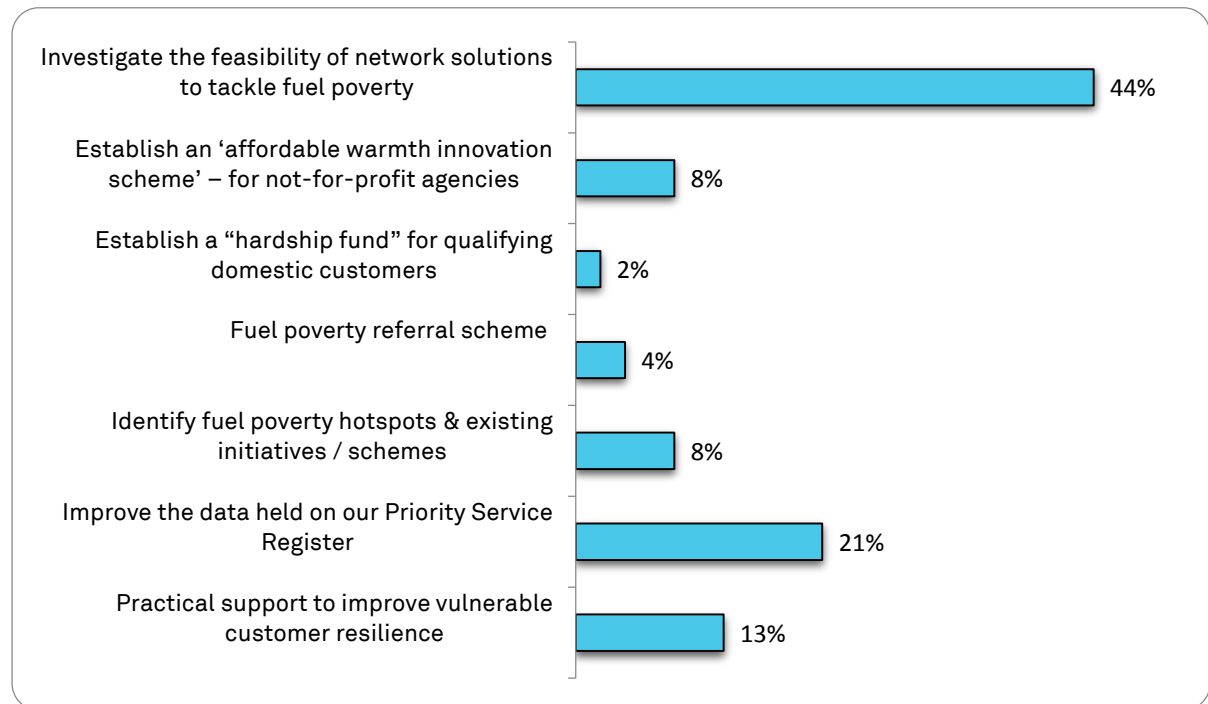 Investigate the feasibility of network solutions
to tackle fuel poverty
44%
Establish an ‘affordable warmth innovation
scheme’ – for not-for-profit agencies
8%
Establish a “hardship fund” for qualifying
domestic customers
2%
Fuel poverty referral scheme
4%
Identify fuel poverty hotspots & existing
initiatives / schemes
8%
Improve the data held on our Priority Service
Register
21%
Practical support to improve vulnerable
customer resilience
13%